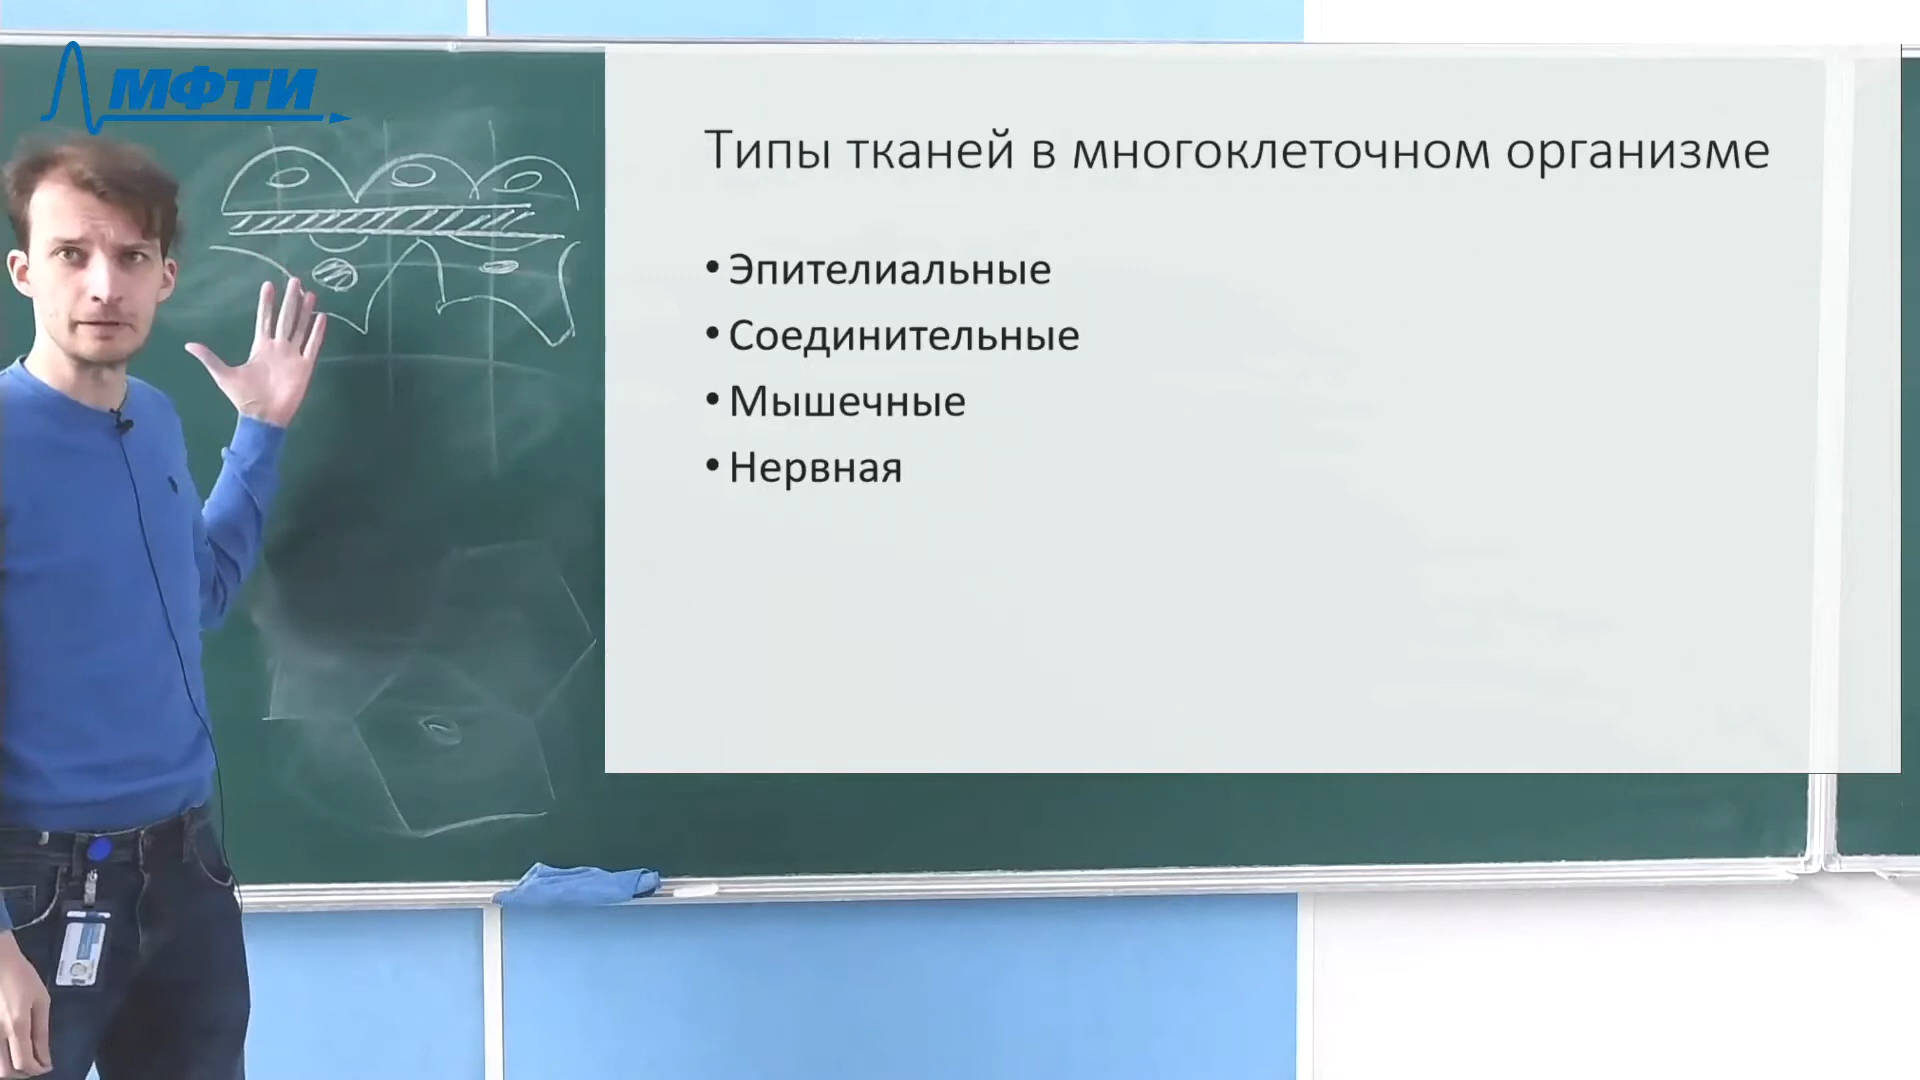 МФТИ
Типы тканей в многоклеточном организме
• Эпителиальные
• Соединительные
• Мышечные
• Нервная